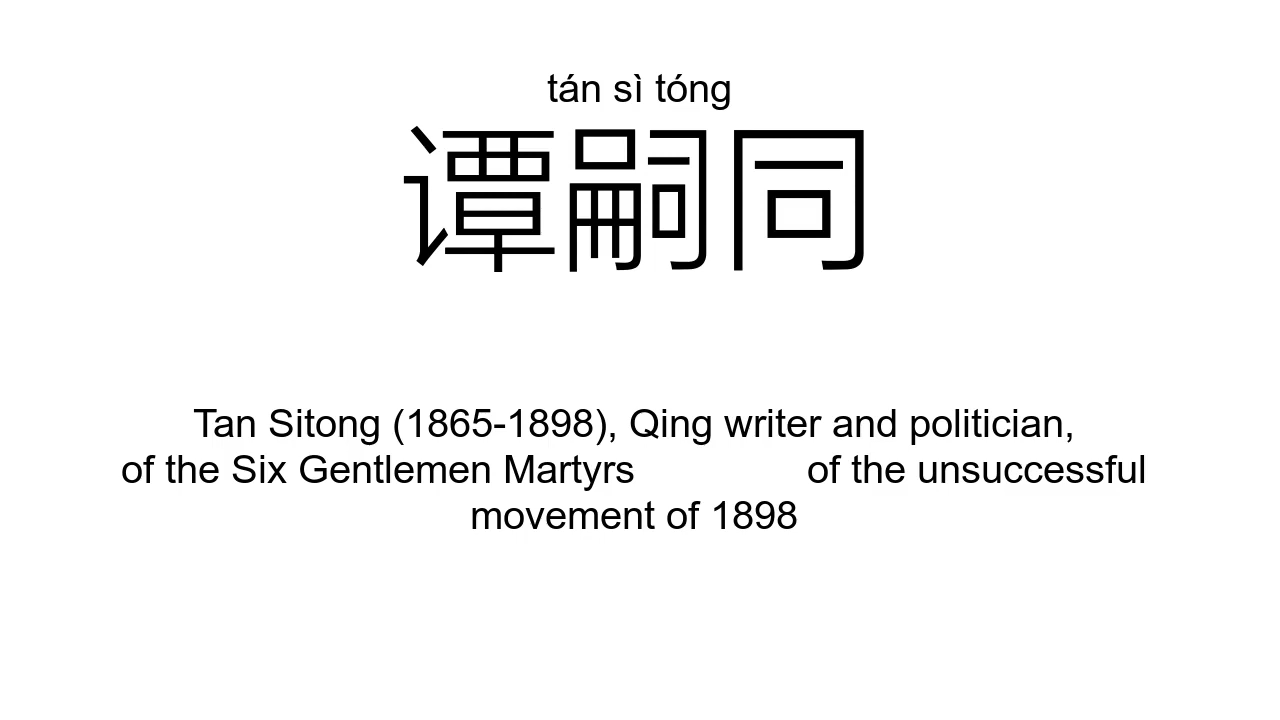 tán sì tóng
谭嗣同
Tan Sitong (1865-1898), Qing writer and politician,
of the Six Gentlemen Martyrs of the unsuccessful
movement of 1898